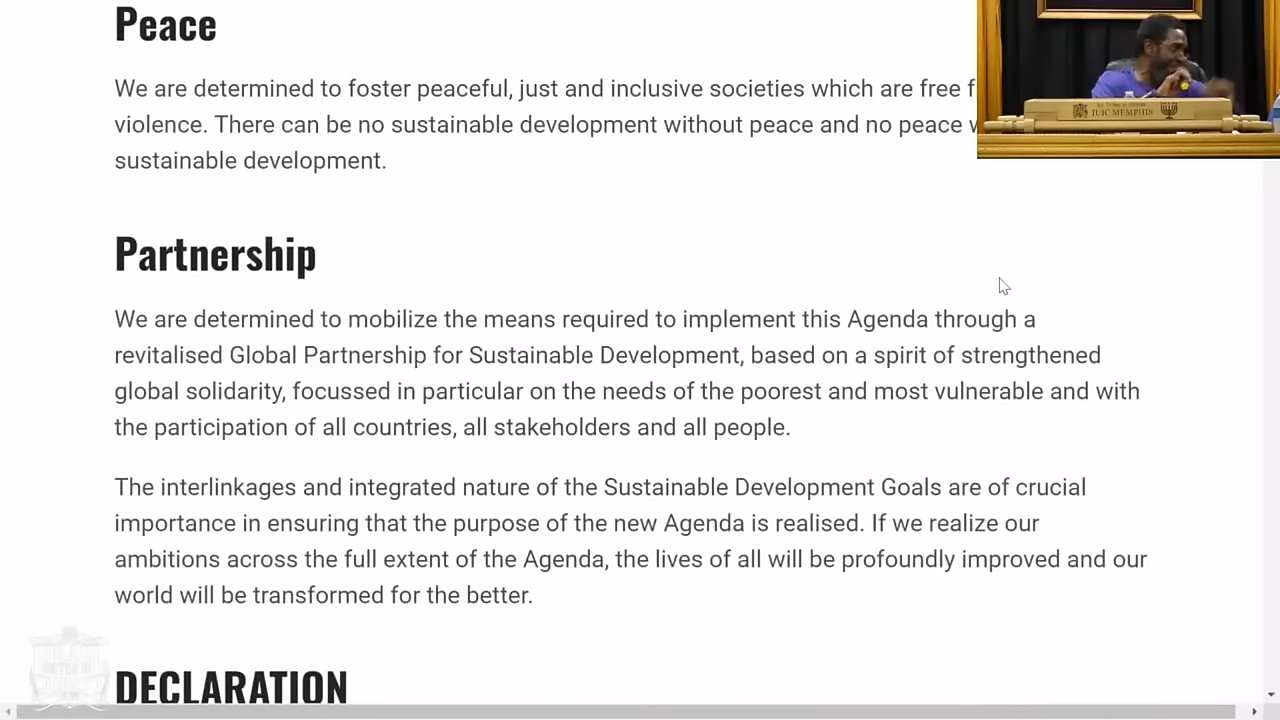 Peace
We are determined to foster peaceful, just and inclusive societies which are free f
violence. There can be no sustainable development without peace and no peace w
sustainable development.
IUIC MEMPHIS
Partnership
We are determined to mobilize the means required to implement this Agenda through a
revitalised Global Partnership for Sustainable Development, based on a spirit of strengthened
global solidarity, focussed in particular on the needs of the poorest and most vulnerable and with
the participation of all countries, all stakeholders and all people.
The interlinkages and integrated nature of the Sustainable Development Goals are of crucial
importance in ensuring that the purpose of the new Agenda is realised. If we realize our
ambitions across the full extent of the Agenda, the lives of all will be profoundly improved and our
world will be transformed for the better.
DECLARATION